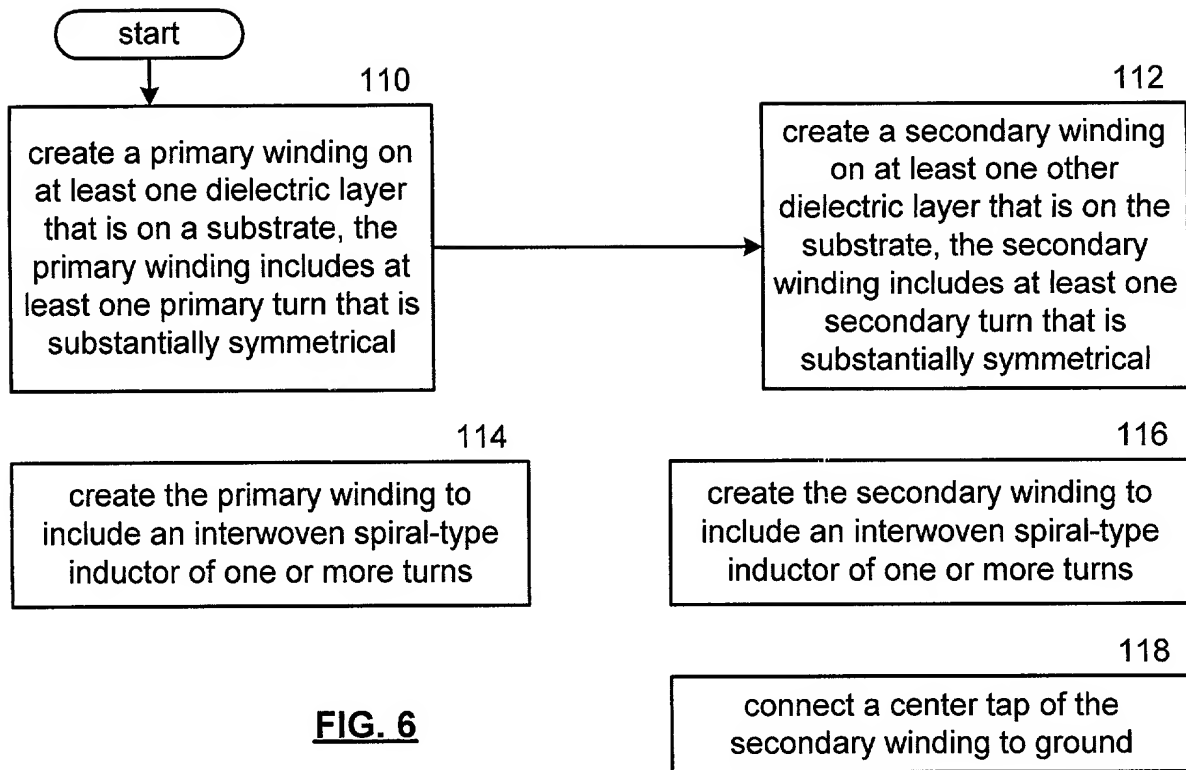 start
110
create a primary winding on
at least one dielectric layer
that is on a substrate, the
primary winding includes at
least one primary turn that is
substantially symmetrical
112
create a secondary winding
on at least one other
dielectric layer that is on the
substrate, the secondary
winding includes at least one
secondary turn that is
substantially symmetrical
114
create the primary winding to
include an interwoven spiral-type
inductor of one or more turns
116
create the secondary winding to
include an interwoven spiral-type
inductor of one or more turns
118
connect a center tap of the
secondary winding to ground
FIG. 6